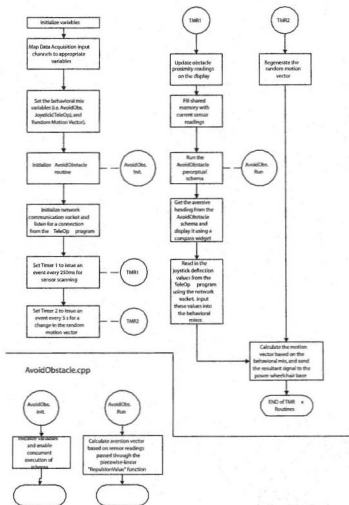 Initialize variables
Map Data Acquisition input
channels to appropriate
variables
Set the behavioral mix
variables (i.e. AvoidObs,
Joystick(TeleOp), and
Random Motion Vector).
Initialize AvoidObstacle
routine
AvoidObs.
Init.
Initialize network
communication socket and
listen for a connection
from the TeleOp program
Set Timer 1 to issue an
event every 250ms for
sensor scanning
TMR1
Set Timer 2 to issue an
event every 5 s for a
change in the random
motion vector
TMR2
TMR1
Update obstacle
proximity readings
on the display
Fill shared
memory with
current sensor
readings
Run the
AvoidObstacle
perceptual
schema
AvoidObs.
Run
Get the aversive
heading from the
AvoidObstacle
schema and
display it using a
compass widget
Read in the
joystick deflection
values from the
TeleOp program
using the network
socket. Input
these values into
the behavioral
mixes
TMR2
Regenerate the
random motion
vector
Calculate the motion
vector based on the
behavioral mix, and send
the resultant signal to the
power wheelchair base
END of TMR x
Routines
AvoidObstacle.cpp
AvoidObs.
Init.
Initialize variables
and enable
concurrent
execution of
schema
AvoidObs.
Run
Calculate aversion vector
based on sensor readings
passed through the
piecewise-linear
"RepulsionValue" function